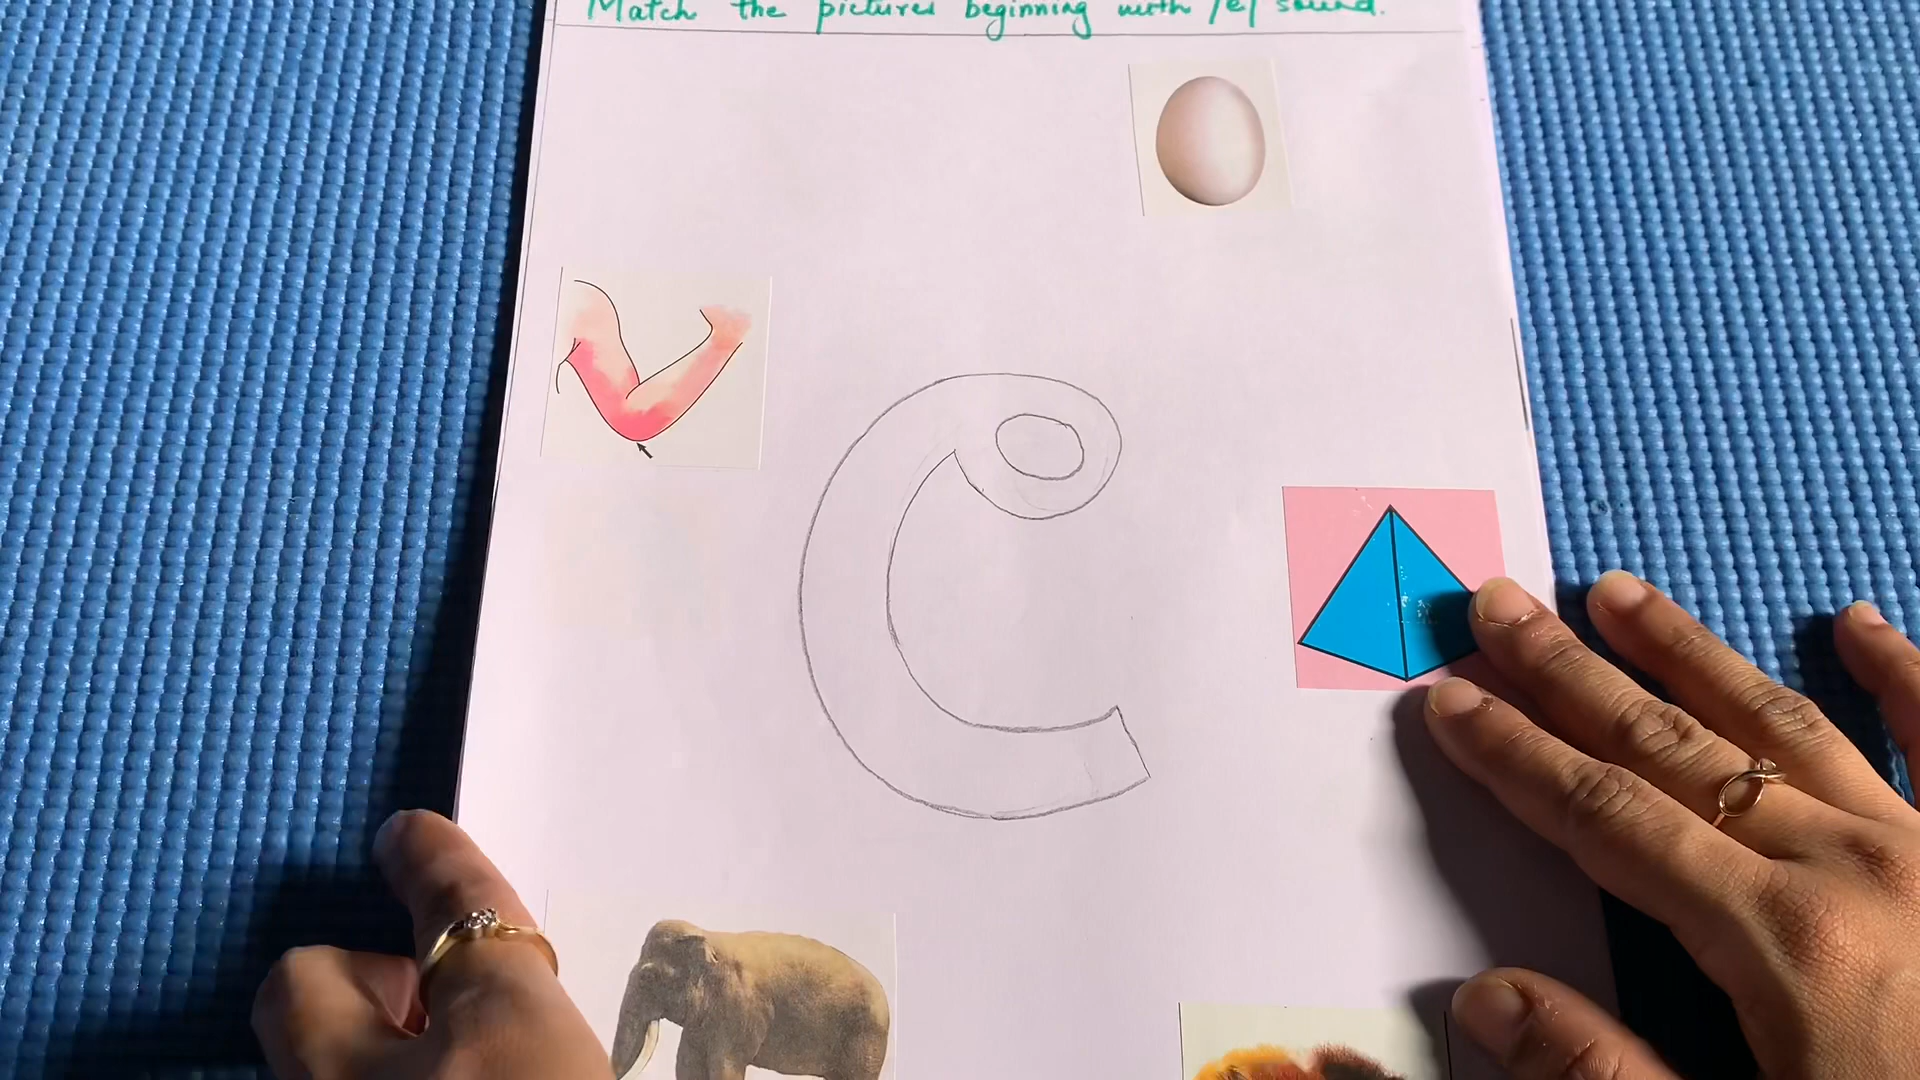 Match the pictures beginning with /e/ sound.
e